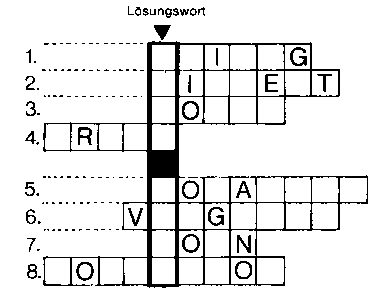 Lösungswort
1. I G
2. I E T
3. O
4. R
5. O A
6. V G
7. O N
8. O O